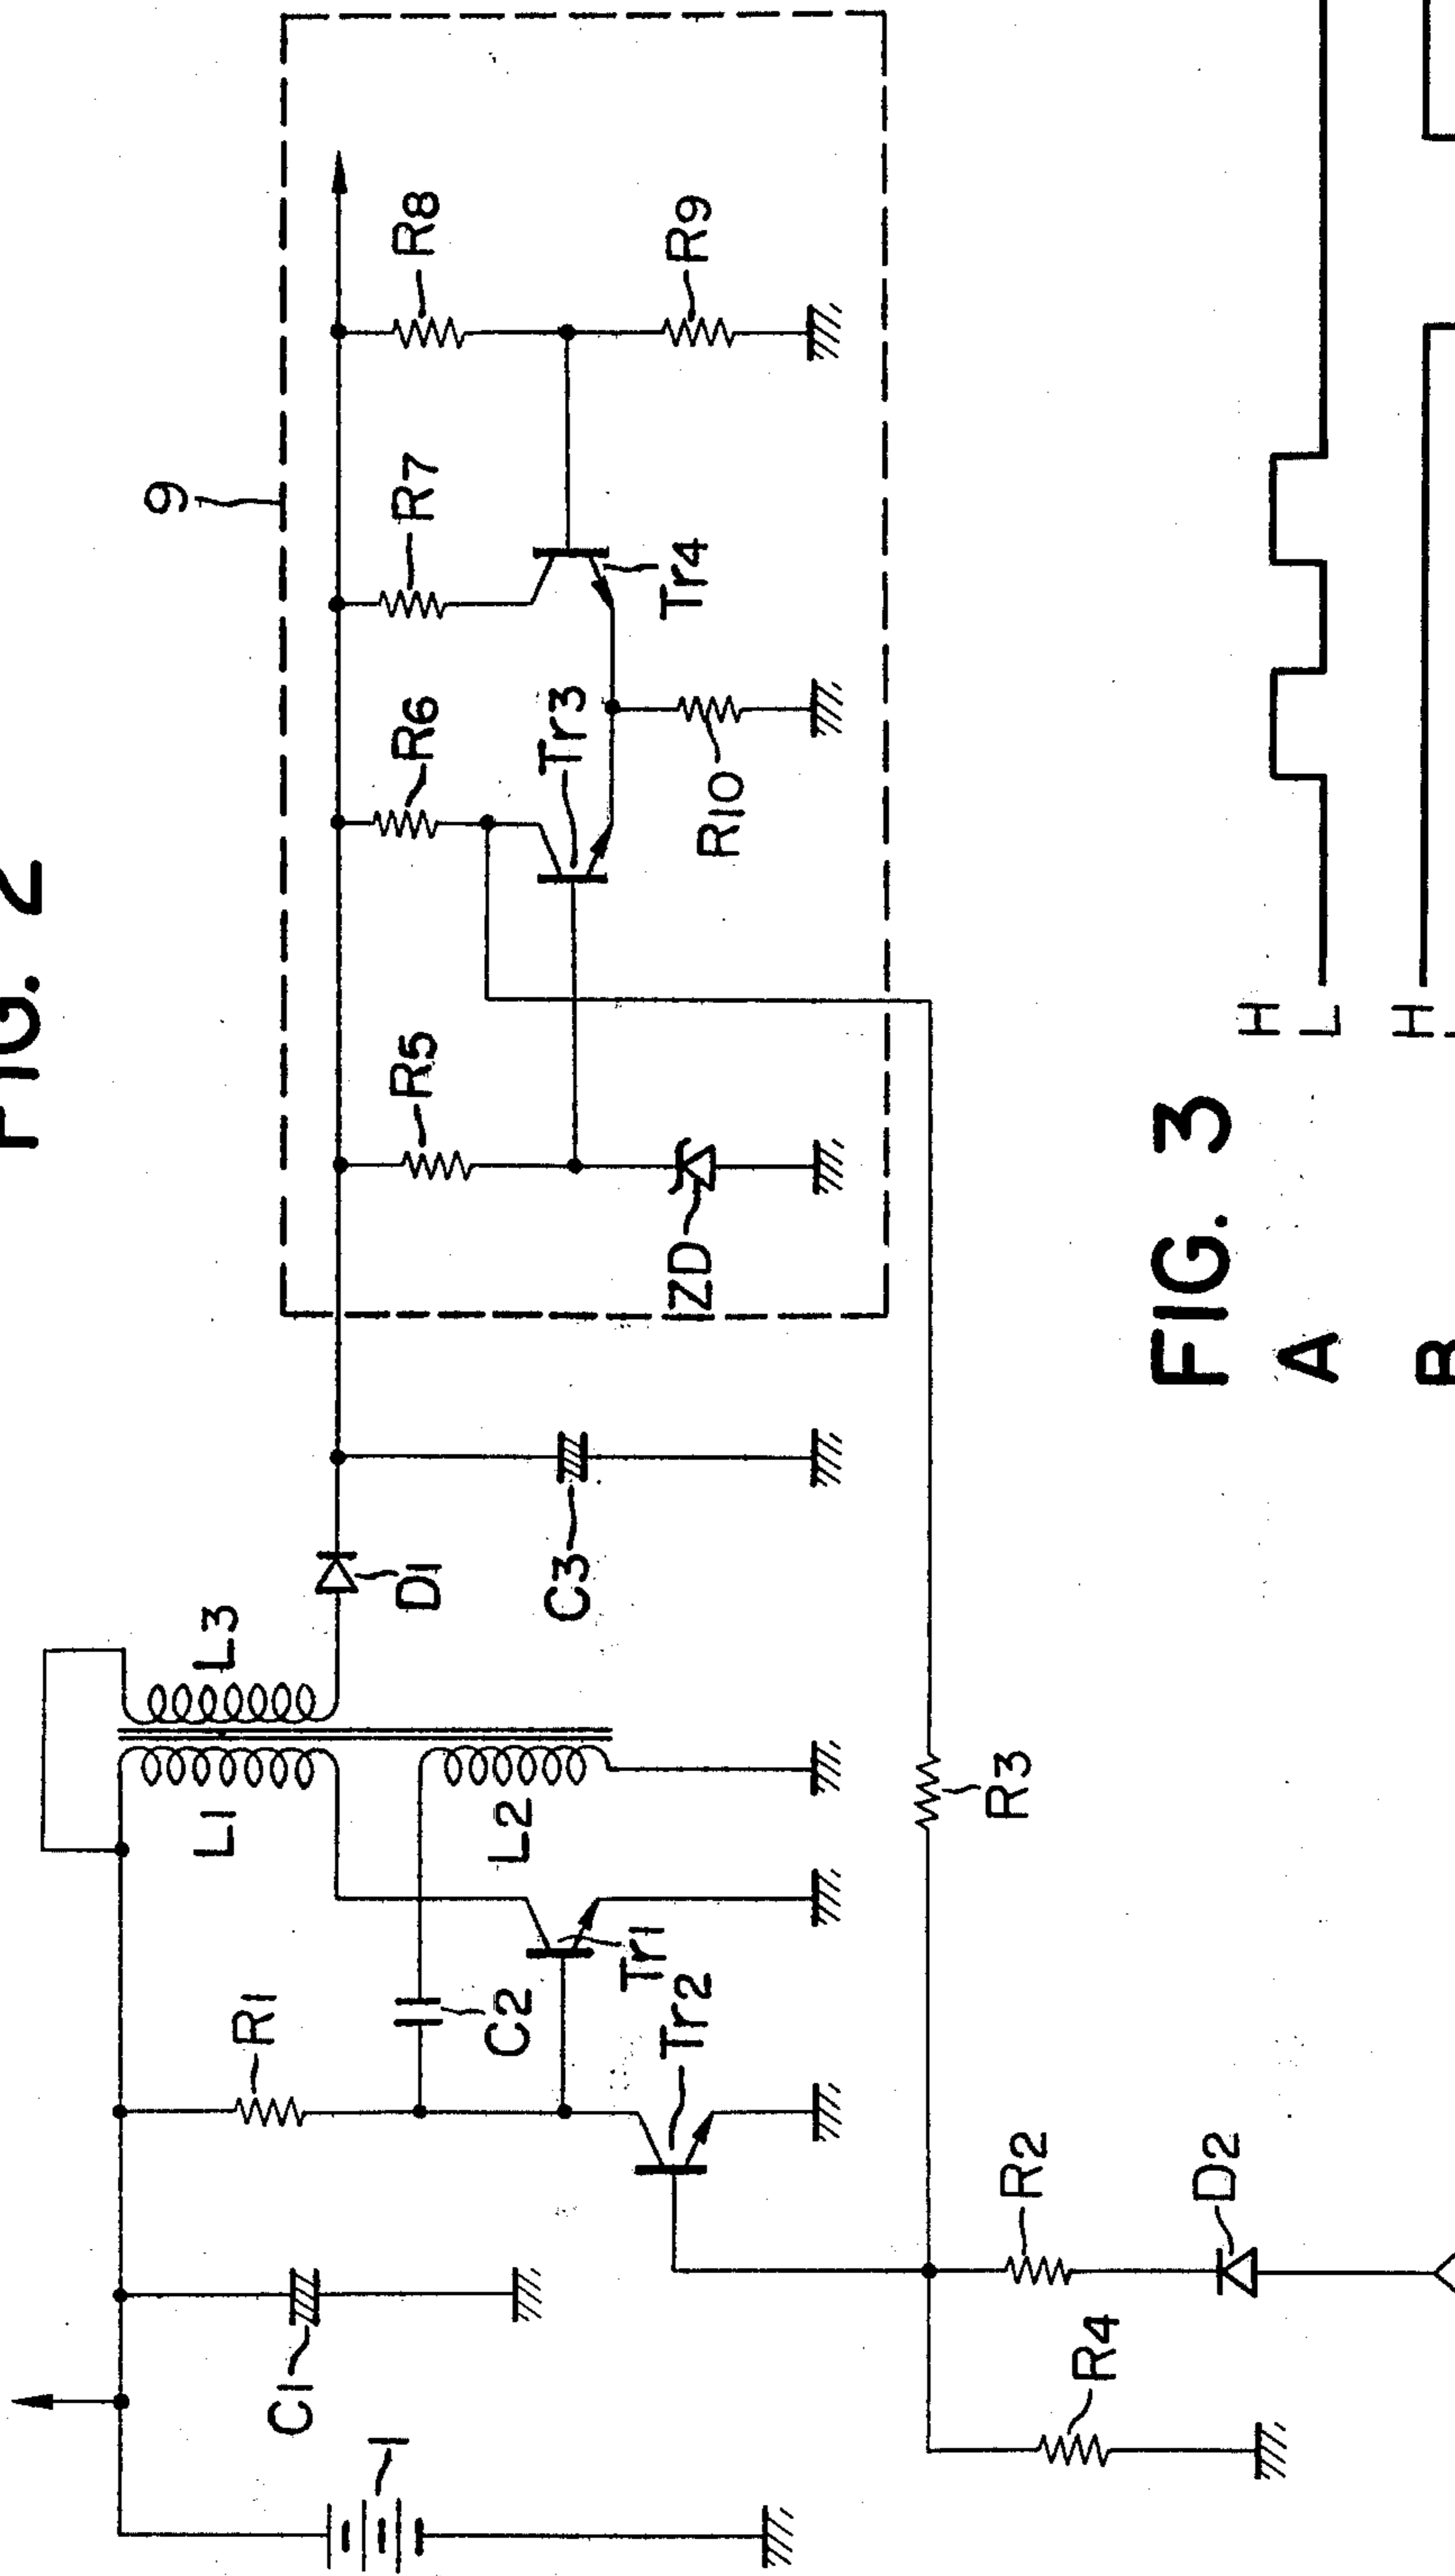 FIG. 2
9
L1
L3
R1
C1
1
C2
L2
D1
C3
Tr1
Tr2
R5
R6
R7
R8
ZD
Tr3
Tr4
R9
R10
R3
R2
R4
D2
FIG. 3
A
H
L
B
H